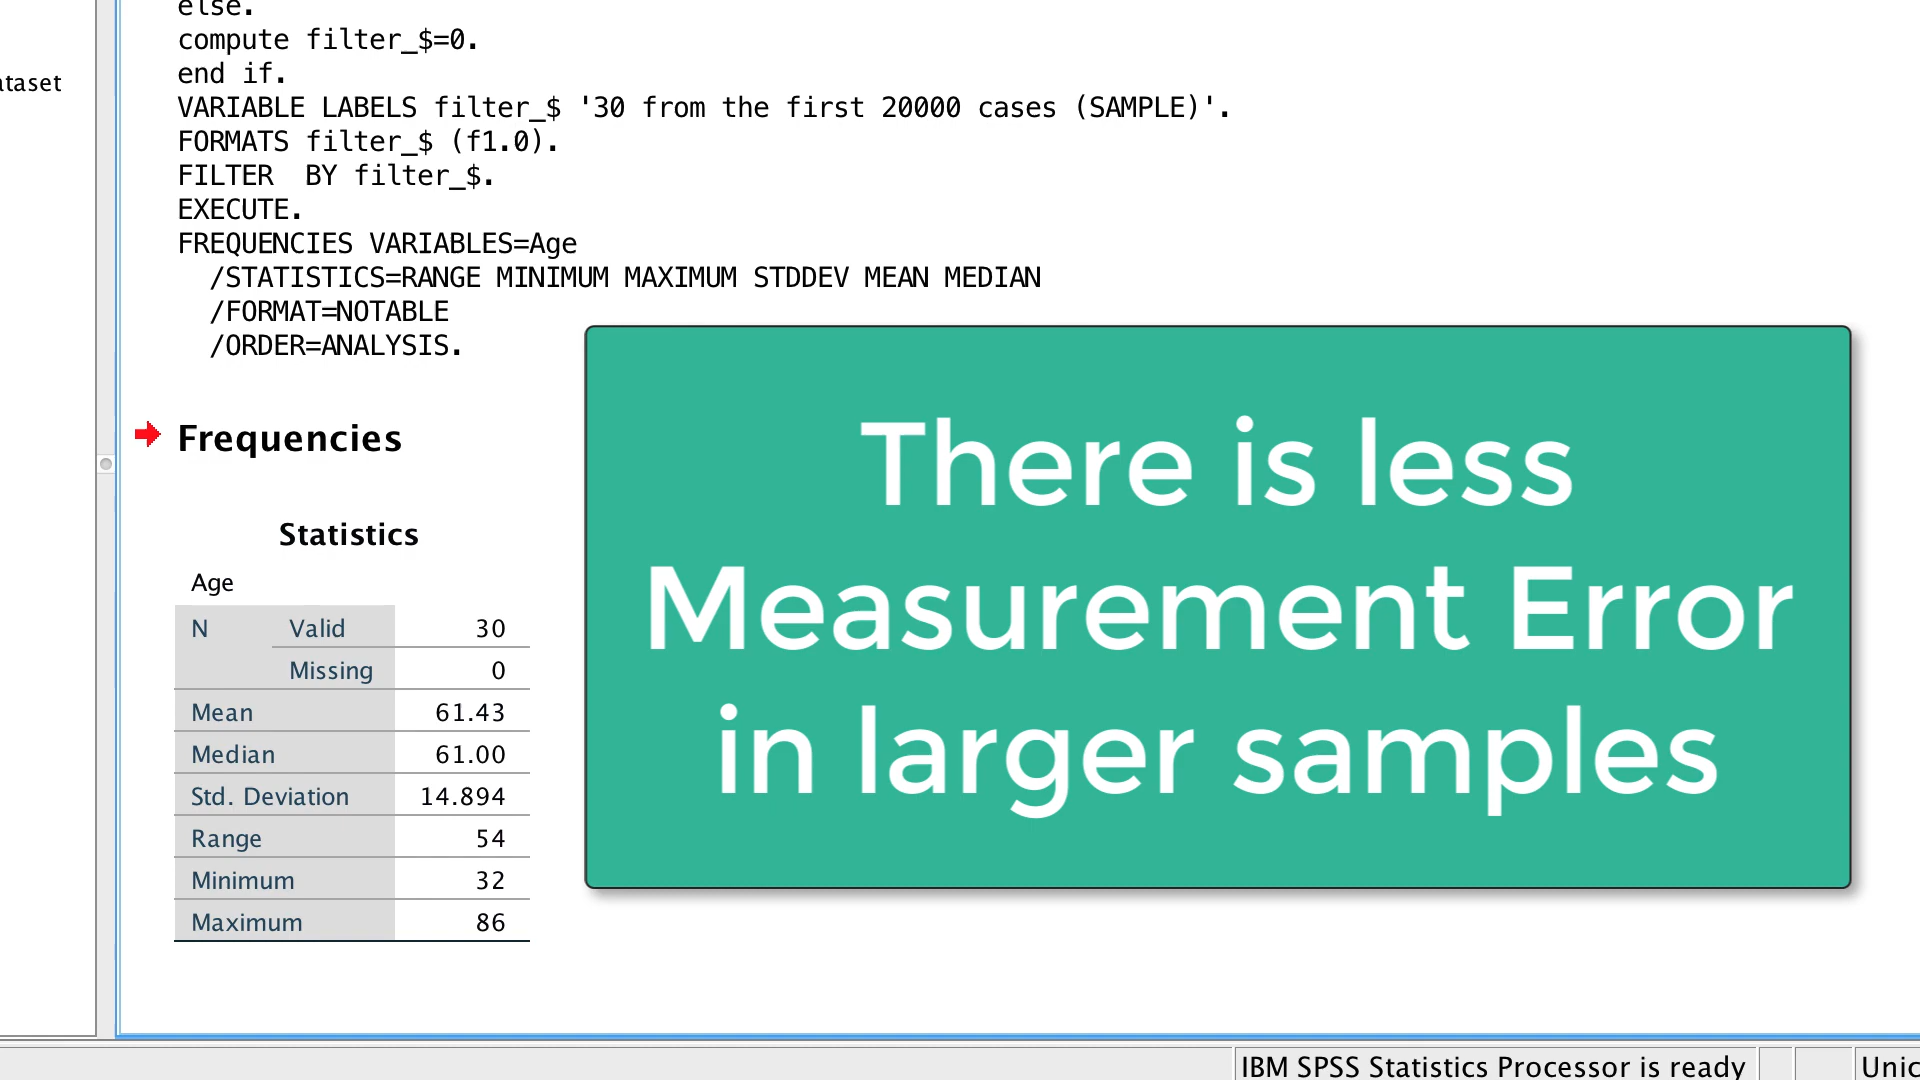 else.
compute filter_$=0.
end if.
VARIABLE LABELS filter_$ '30 from the first 20000 cases (SAMPLE)'.
FORMATS filter_$ (f1.0).
FILTER  BY filter_$.
EXECUTE.
FREQUENCIES VARIABLES=Age
/STATISTICS=RANGE MINIMUM MAXIMUM STDDEV MEAN MEDIAN
/FORMAT=NOTABLE
/ORDER=ANALYSIS.
Frequencies
Statistics
Age
N Valid 30
Missing 0
Mean 61.43
Median 61.00
Std. Deviation 14.894
Range 54
Minimum 32
Maximum 86
There is less
Measurement Error
in larger samples
IBM SPSS Statistics Processor is ready